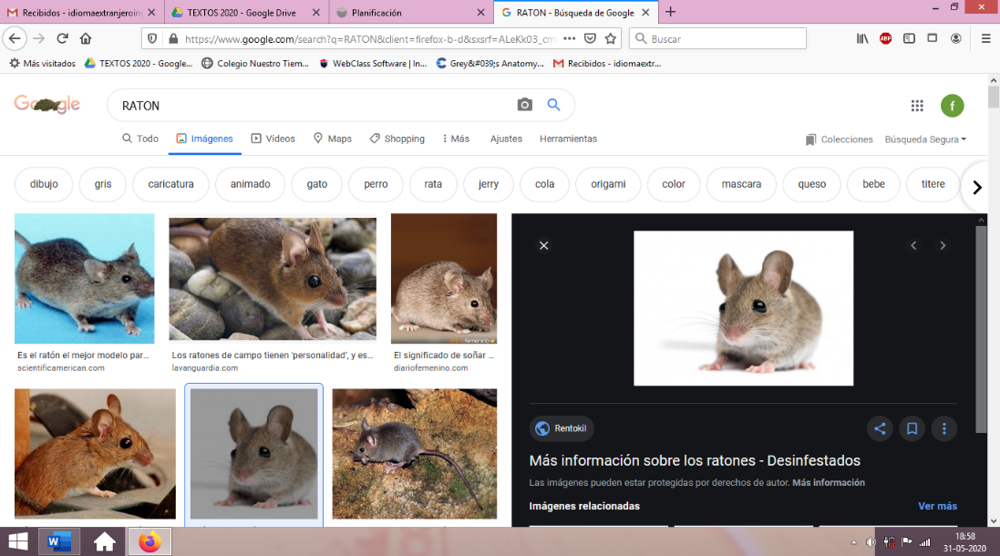 Recibidos - idiomaextranjeroin
TEXTOS 2020 - Google Drive
Planificación
RATON - Búsqueda de Google
https://www.google.com/search?q=RATON&client=firefox-b-d&sxsrf=ALeKk03_cm
Buscar
Más visitados
TEXTOS 2020 - Google...
Colegio Nuestro Tiem...
WebClass Software | In...
Grey&#039;s Anatomy...
Recibidos - idiomaextr...
Google
RATON
f
Todo
Imágenes
Videos
Maps
Shopping
Más
Ajustes
Herramientas
Colecciones
Búsqueda Segura
dibujo
gris
caricatura
animado
gato
perro
rata
jerry
cola
origami
color
mascara
queso
bebe
titere
Es el ratón el mejor modelo par...
scientificamerican.com
Los ratones de campo tienen 'personalidad', y es...
lavanguardia.com
El significado de soñar ...
diariofemenino.com
Rentokil
Más información sobre los ratones - Desinfestados
Las imágenes pueden estar protegidas por derechos de autor. Más información
Imágenes relacionadas
Ver más
18:58
31-05-2020